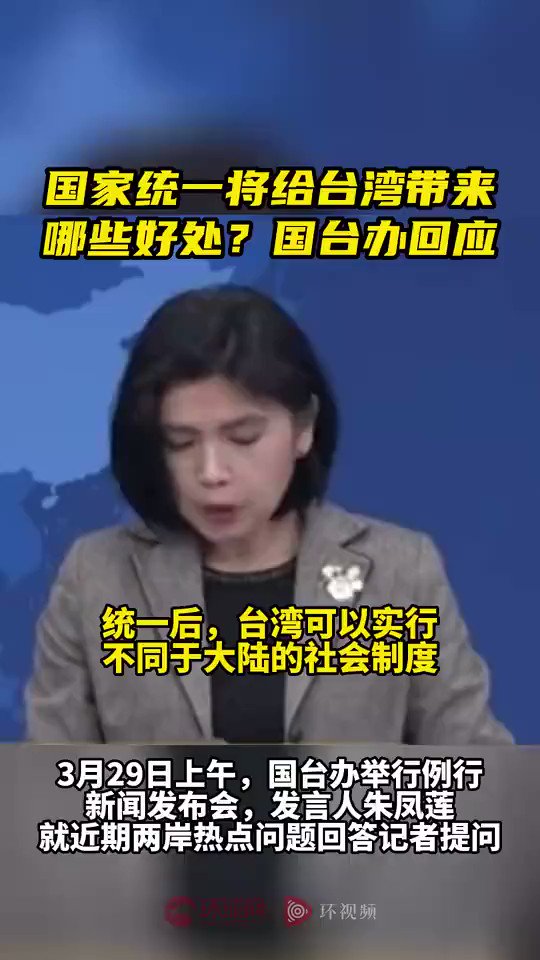 国家统一将给台湾带来
哪些好处？国台办回应
统一后，台湾可以实行
不同于大陆的社会制度
3月29日上午，国台办举行例行
新闻发布会，发言人朱凤莲
就近期两岸热点问题回答记者提问
环视频